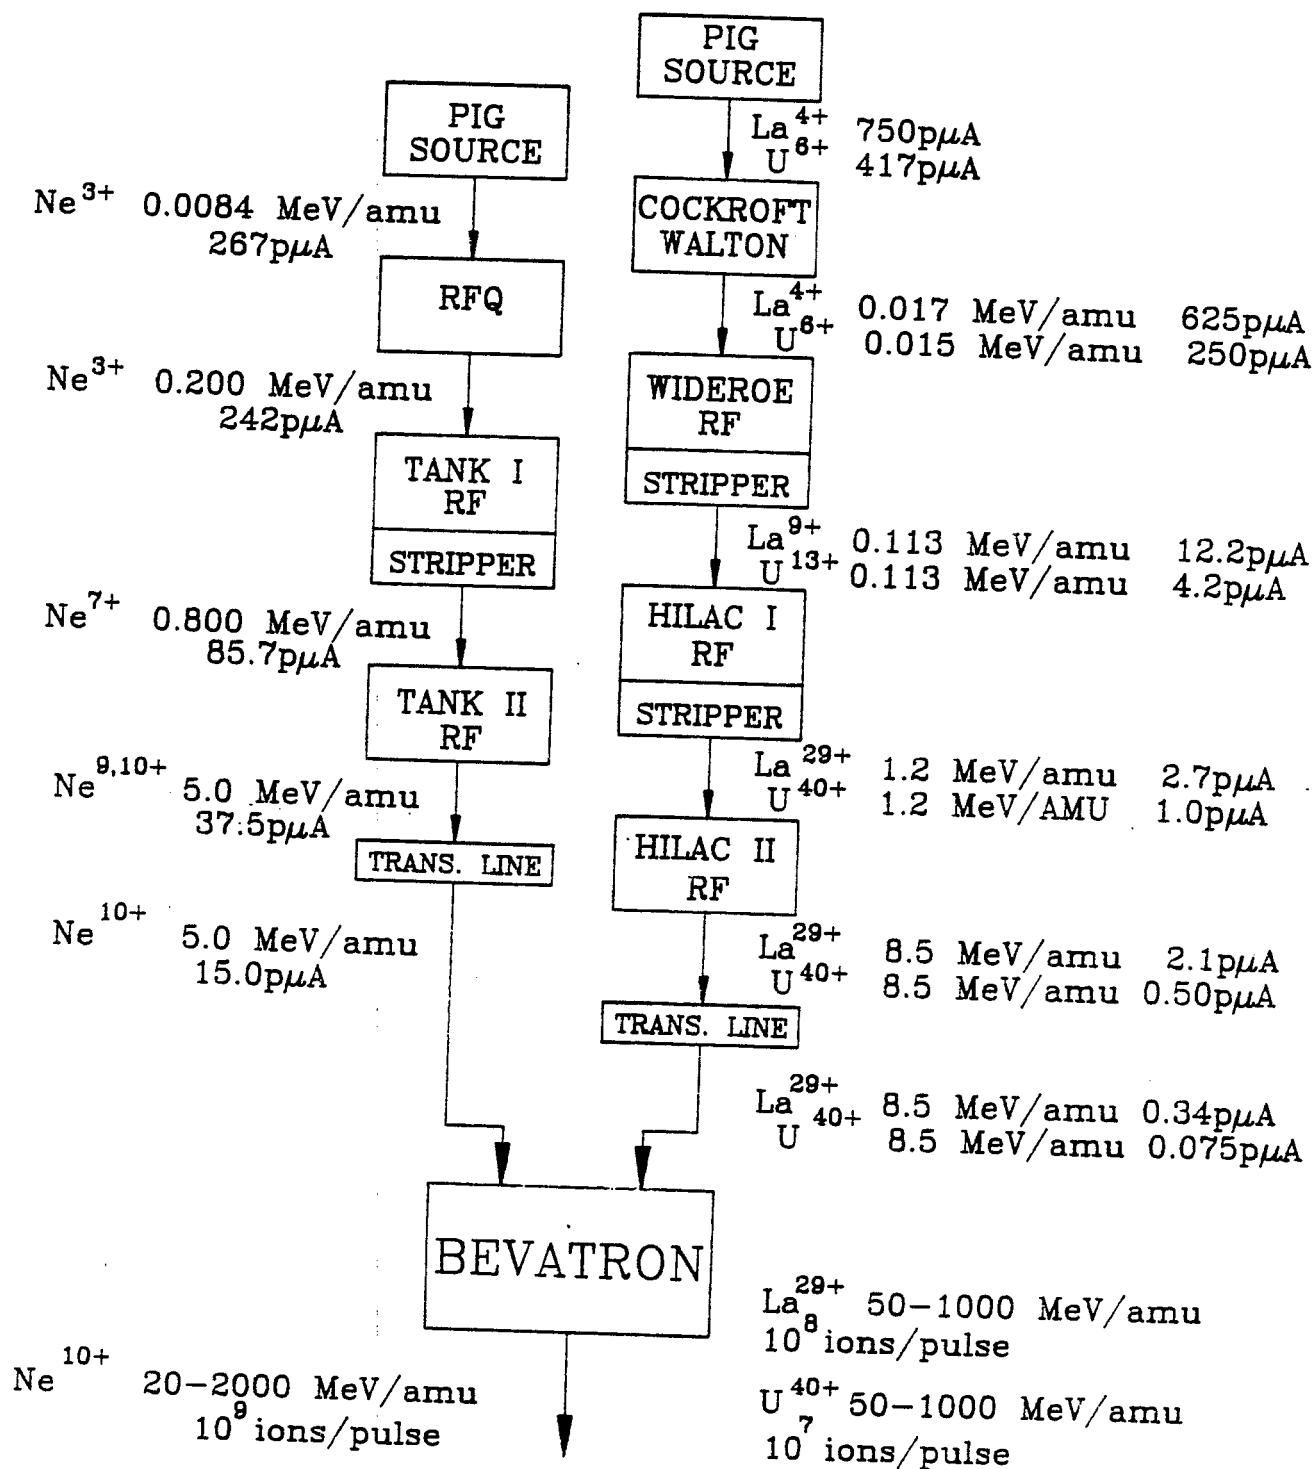 PIG
SOURCE
Ne³⁺ 0.0084 MeV/amu
267pμA
RFQ
Ne³⁺ 0.200 MeV/amu
242pμA
TANK I
RF
STRIPPER
Ne⁷⁺ 0.800 MeV/amu
85.7pμA
TANK II
RF
Ne⁹,¹⁰⁺ 5.0 MeV/amu
37.5pμA
TRANS. LINE
Ne¹⁰⁺ 5.0 MeV/amu
15.0pμA
PIG
SOURCE
La⁴⁺ 750pμA
U⁶⁺ 417pμA
COCKROFT
WALTON
La⁴⁺ 0.017 MeV/amu 625pμA
U⁶⁺ 0.015 MeV/amu 250pμA
WIDEROE
RF
STRIPPER
La⁹⁺ 0.113 MeV/amu 12.2pμA
U¹³⁺ 0.113 MeV/amu 4.2pμA
HILAC I
RF
STRIPPER
La²⁹⁺ 1.2 MeV/amu 2.7pμA
U⁴⁰⁺ 1.2 MeV/AMU 1.0pμA
HILAC II
RF
La²⁹⁺ 8.5 MeV/amu 2.1pμA
U⁴⁰⁺ 8.5 MeV/amu 0.50pμA
TRANS. LINE
La²⁹⁺ 8.5 MeV/amu 0.34pμA
U⁴⁰⁺ 8.5 MeV/amu 0.075pμA
BEVATRON
Ne¹⁰⁺ 20-2000 MeV/amu
10⁹ ions/pulse
La²⁹⁺ 50-1000 MeV/amu
10⁸ ions/pulse
U⁴⁰⁺ 50-1000 MeV/amu
10⁷ ions/pulse